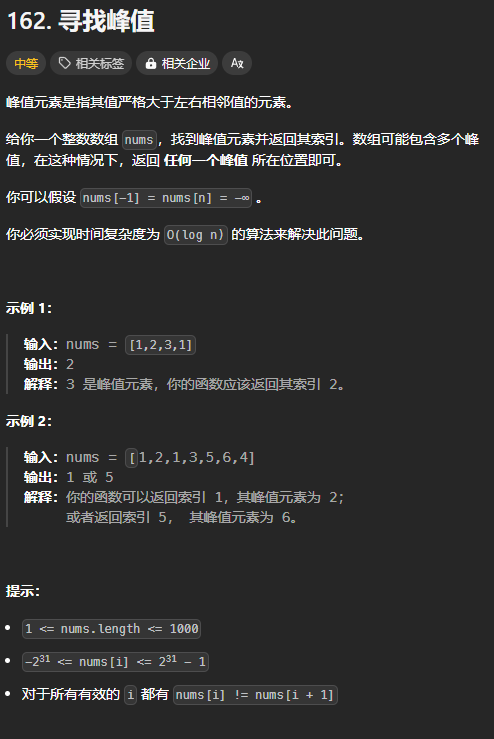 162. 寻找峰值
中等 相关标签 相关企业 Aあ
峰值元素是指其值严格大于左右相邻值的元素。
给你一个整数数组 nums，找到峰值元素并返回其索引。数组可能包含多个峰
值，在这种情况下，返回 任何一个峰值 所在位置即可。
你可以假设 nums[-1] = nums[n] = -∞ 。
你必须实现时间复杂度为 O(log n) 的算法来解决此问题。
示例 1：
输入：nums = [1,2,3,1]
输出：2
解释：3 是峰值元素，你的函数应该返回其索引 2。
示例 2：
输入：nums = [1,2,1,3,5,6,4]
输出：1 或 5
解释：你的函数可以返回索引 1，其峰值元素为 2；
或者返回索引 5， 其峰值元素为 6。
提示：
1 <= nums.length <= 1000
-2³¹ <= nums[i] <= 2³¹ - 1
对于所有有效的 i 都有 nums[i] != nums[i + 1]